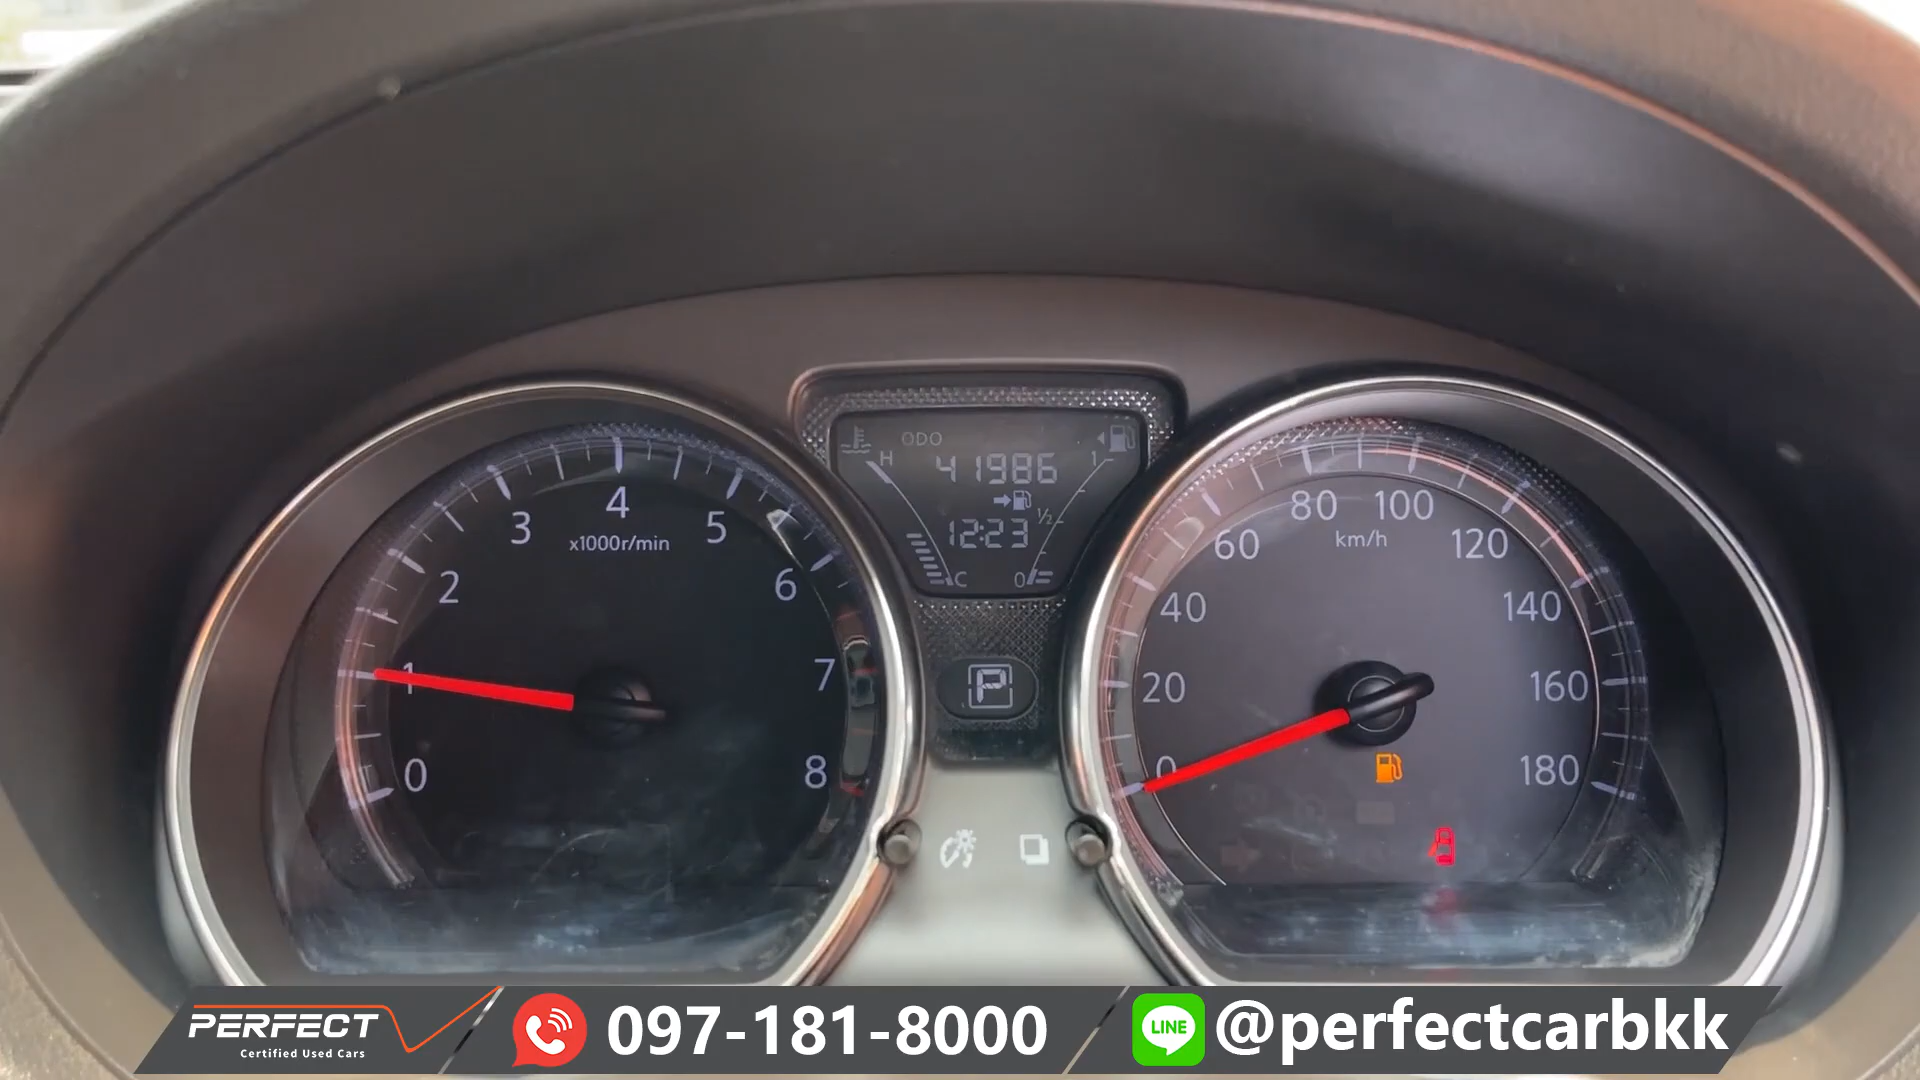 ODO
H 41986 1
1/2
12:23
C 0
0 1 2 3 4 5 6 7 8
x1000r/min
P
0 20 40 60 80 100 120 140 160 180
km/h
PERFECT
Certified Used Cars
097-181-8000
LINE
@perfectcarbkk